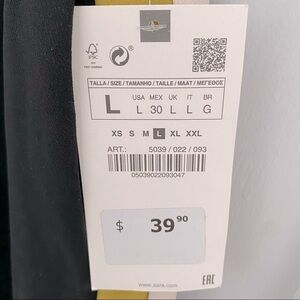 FSC
TALLA / SIZE / TAMANHO / TAILLE / MAAT / ΜΕΓΕΘΟΣ
L
USA MEX UK IT BR
L 30 L L G
XS S M L XL XXL
ART.: 5039 / 022 / 093
05039022093047
$ 39 90
www.zara.com
EAC